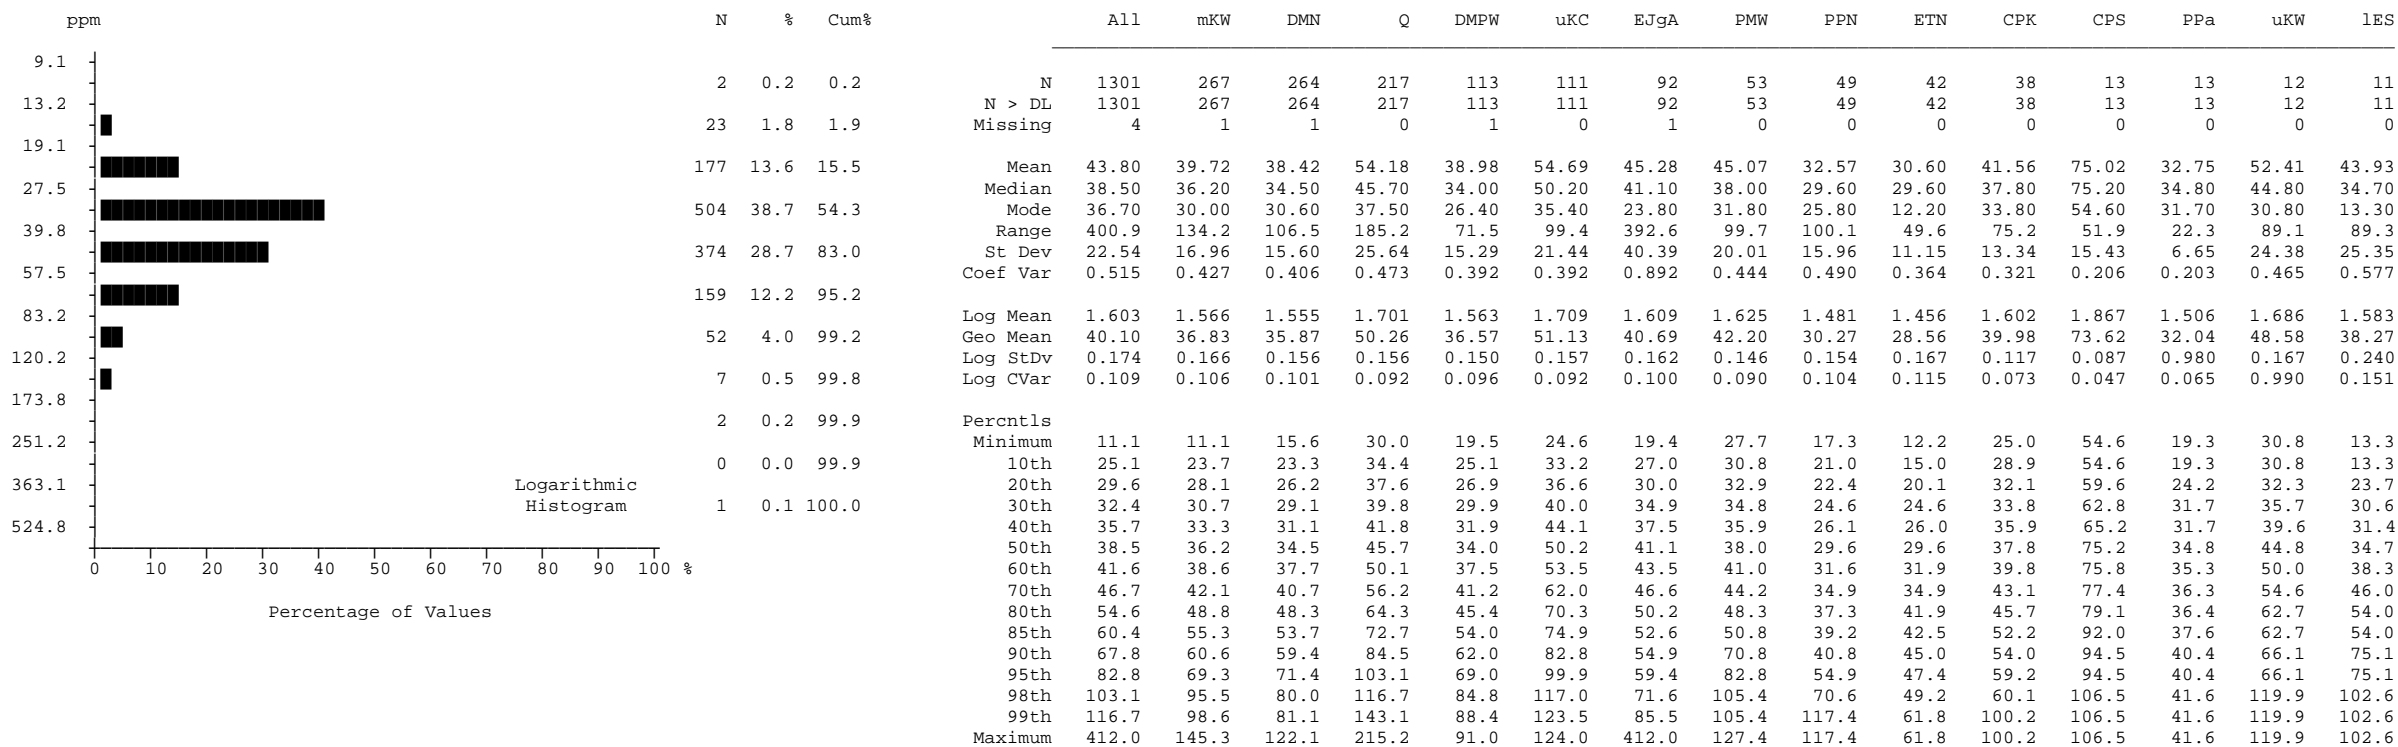 ppm N % Cum% All mKW DMN Q DMPW uKC EJgA PMW PPN ETN CPK CPS PPa uKW lES
9.1
2 0.2 0.2 N 1301 267 264 217 113 111 92 53 49 42 38 13 13 12 11
13.2 N > DL 1301 267 264 217 113 111 92 53 49 42 38 13 13 12 11
23 1.8 1.9 Missing 4 1 1 0 1 0 1 0 0 0 0 0 0 0 0
19.1
177 13.6 15.5 Mean 43.80 39.72 38.42 54.18 38.98 54.69 45.28 45.07 32.57 30.60 41.56 75.02 32.75 52.41 43.93
27.5 Median 38.50 36.20 34.50 45.70 34.00 50.20 41.10 38.00 29.60 29.60 37.80 75.20 34.80 44.80 34.70
504 38.7 54.3 Mode 36.70 30.00 30.60 37.50 26.40 35.40 23.80 31.80 25.80 12.20 33.80 54.60 31.70 30.80 13.30
39.8 Range 400.9 134.2 106.5 185.2 71.5 99.4 392.6 99.7 100.1 49.6 75.2 51.9 22.3 89.1 89.3
374 28.7 83.0 St Dev 22.54 16.96 15.60 25.64 15.29 21.44 40.39 20.01 15.96 11.15 13.34 15.43 6.65 24.38 25.35
57.5 Coef Var 0.515 0.427 0.406 0.473 0.392 0.392 0.892 0.444 0.490 0.364 0.321 0.206 0.203 0.465 0.577
159 12.2 95.2
83.2 Log Mean 1.603 1.566 1.555 1.701 1.563 1.709 1.609 1.625 1.481 1.456 1.602 1.867 1.506 1.686 1.583
52 4.0 99.2 Geo Mean 40.10 36.83 35.87 50.26 36.57 51.13 40.69 42.20 30.27 28.56 39.98 73.62 32.04 48.58 38.27
120.2 Log StDv 0.174 0.166 0.156 0.156 0.150 0.157 0.162 0.146 0.154 0.167 0.117 0.087 0.980 0.167 0.240
7 0.5 99.8 Log CVar 0.109 0.106 0.101 0.092 0.096 0.092 0.100 0.090 0.104 0.115 0.073 0.047 0.065 0.990 0.151
173.8
2 0.2 99.9 Percntls
251.2 Minimum 11.1 11.1 15.6 30.0 19.5 24.6 19.4 27.7 17.3 12.2 25.0 54.6 19.3 30.8 13.3
0 0.0 99.9 10th 25.1 23.7 23.3 34.4 25.1 33.2 27.0 30.8 21.0 15.0 28.9 54.6 19.3 30.8 13.3
363.1 Logarithmic 20th 29.6 28.1 26.2 37.6 26.9 36.6 30.0 32.9 22.4 20.1 32.1 59.6 24.2 32.3 23.7
Histogram 1 0.1 100.0 30th 32.4 30.7 29.1 39.8 29.9 40.0 34.9 34.8 24.6 24.6 33.8 62.8 31.7 35.7 30.6
524.8 40th 35.7 33.3 31.1 41.8 31.9 44.1 37.5 35.9 26.1 26.0 35.9 65.2 31.7 39.6 31.4
50th 38.5 36.2 34.5 45.7 34.0 50.2 41.1 38.0 29.6 29.6 37.8 75.2 34.8 44.8 34.7
0 10 20 30 40 50 60 70 80 90 100 % 60th 41.6 38.6 37.7 50.1 37.5 53.5 43.5 41.0 31.6 31.9 39.8 75.8 35.3 50.0 38.3
70th 46.7 42.1 40.7 56.2 41.2 62.0 46.6 44.2 34.9 34.9 43.1 77.4 36.3 54.6 46.0
Percentage of Values 80th 54.6 48.8 48.3 64.3 45.4 70.3 50.2 48.3 37.3 41.9 45.7 79.1 36.4 62.7 54.0
85th 60.4 55.3 53.7 72.7 54.0 74.9 52.6 50.8 39.2 42.5 52.2 92.0 37.6 62.7 54.0
90th 67.8 60.6 59.4 84.5 62.0 82.8 54.9 70.8 40.8 45.0 54.0 94.5 40.4 66.1 75.1
95th 82.8 69.3 71.4 103.1 69.0 99.9 59.4 82.8 54.9 47.4 59.2 94.5 40.4 66.1 75.1
98th 103.1 95.5 80.0 116.7 84.8 117.0 71.6 105.4 70.6 49.2 60.1 106.5 41.6 119.9 102.6
99th 116.7 98.6 81.1 143.1 88.4 123.5 85.5 105.4 117.4 61.8 100.2 106.5 41.6 119.9 102.6
Maximum 412.0 145.3 122.1 215.2 91.0 124.0 412.0 127.4 117.4 61.8 100.2 106.5 41.6 119.9 102.6